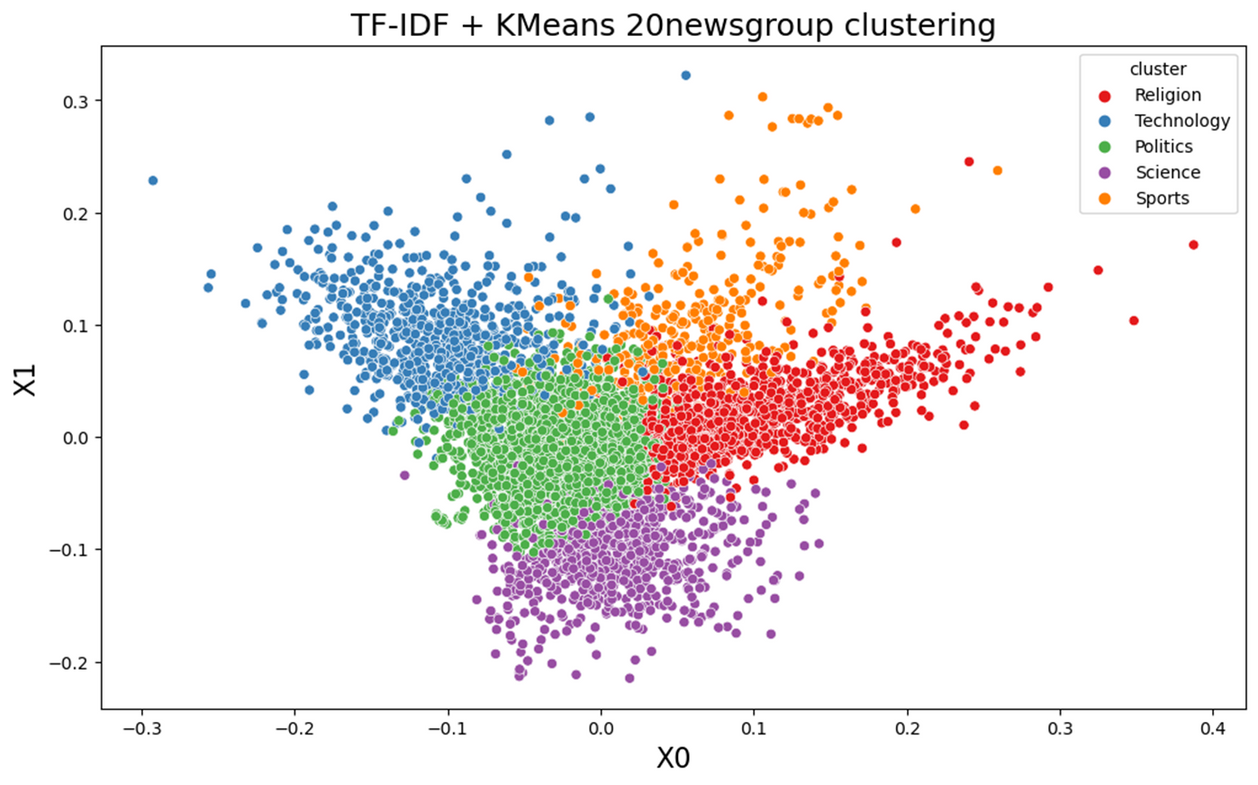 TF-IDF + KMeans 20newsgroup clustering
cluster
Religion
Technology
Politics
Science
Sports
X1
0.3
0.2
0.1
0.0
−0.1
−0.2
−0.3
−0.2
−0.1
0.0
0.1
0.2
0.3
0.4
X0